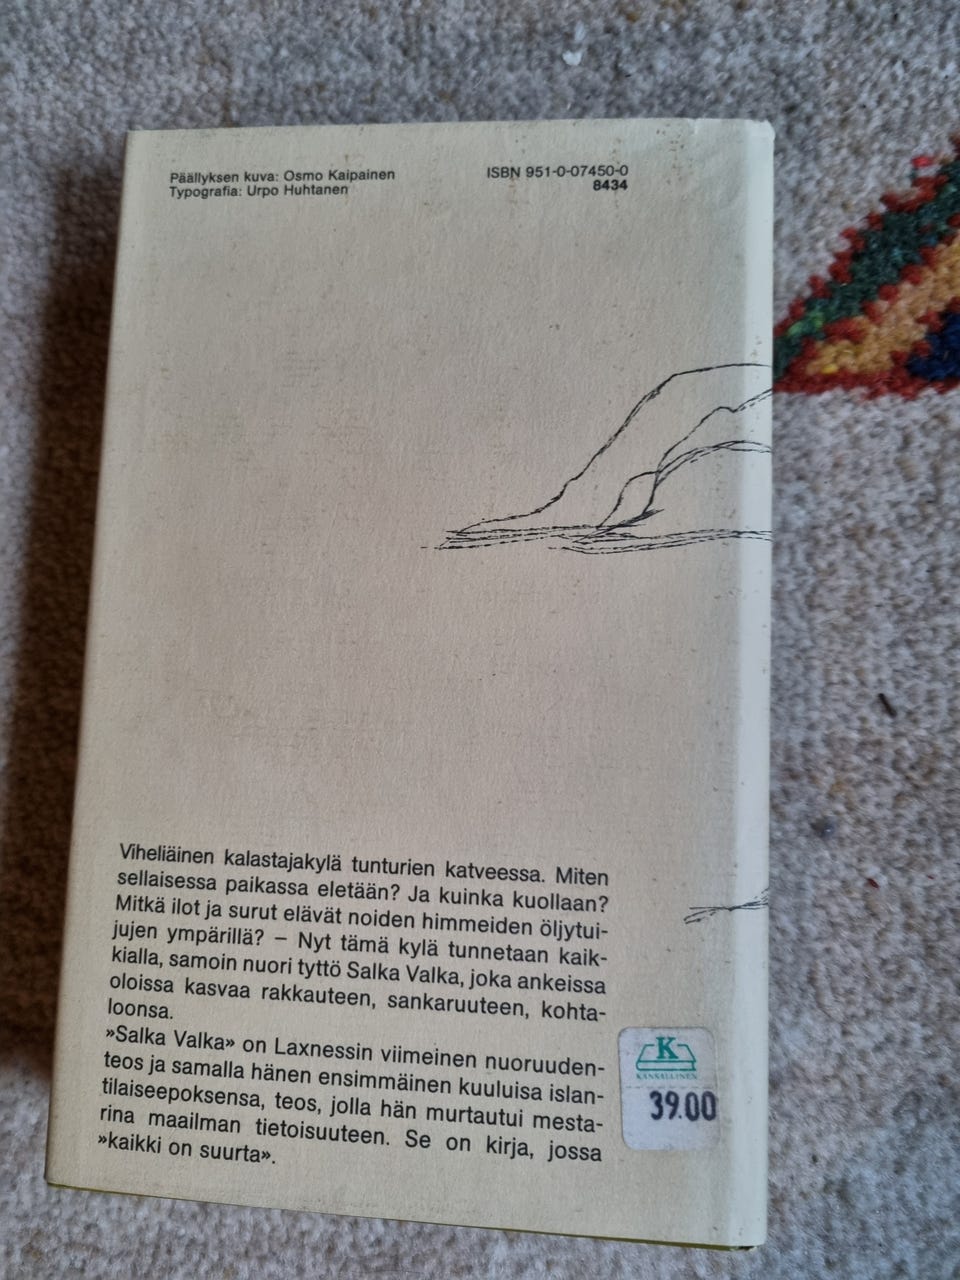 Päällyksen kuva: Osmo Kaipainen
Typografia: Urpo Huhtanen
ISBN 951-0-07450-0
8434
Viheliäinen kalastajakylä tunturien katveessa. Miten
sellaisessa paikassa eletään? Ja kuinka kuollaan?
Mitkä ilot ja surut elävät noiden himmeiden öljytui-
jujen ympärillä? – Nyt tämä kylä tunnetaan kaik-
kialla, samoin nuori tyttö Salka Valka, joka ankeissa
oloissa kasvaa rakkauteen, sankaruuteen, kohta-
loonsa.
»Salka Valka» on Laxnessin viimeinen nuoruuden-
teos ja samalla hänen ensimmäinen kuuluisa islan-
tilaiseepoksensa, teos, jolla hän murtautui mesta-
rina maailman tietoisuuteen. Se on kirja, jossa
»kaikki on suurta».
K
KANSALLINEN
39.00